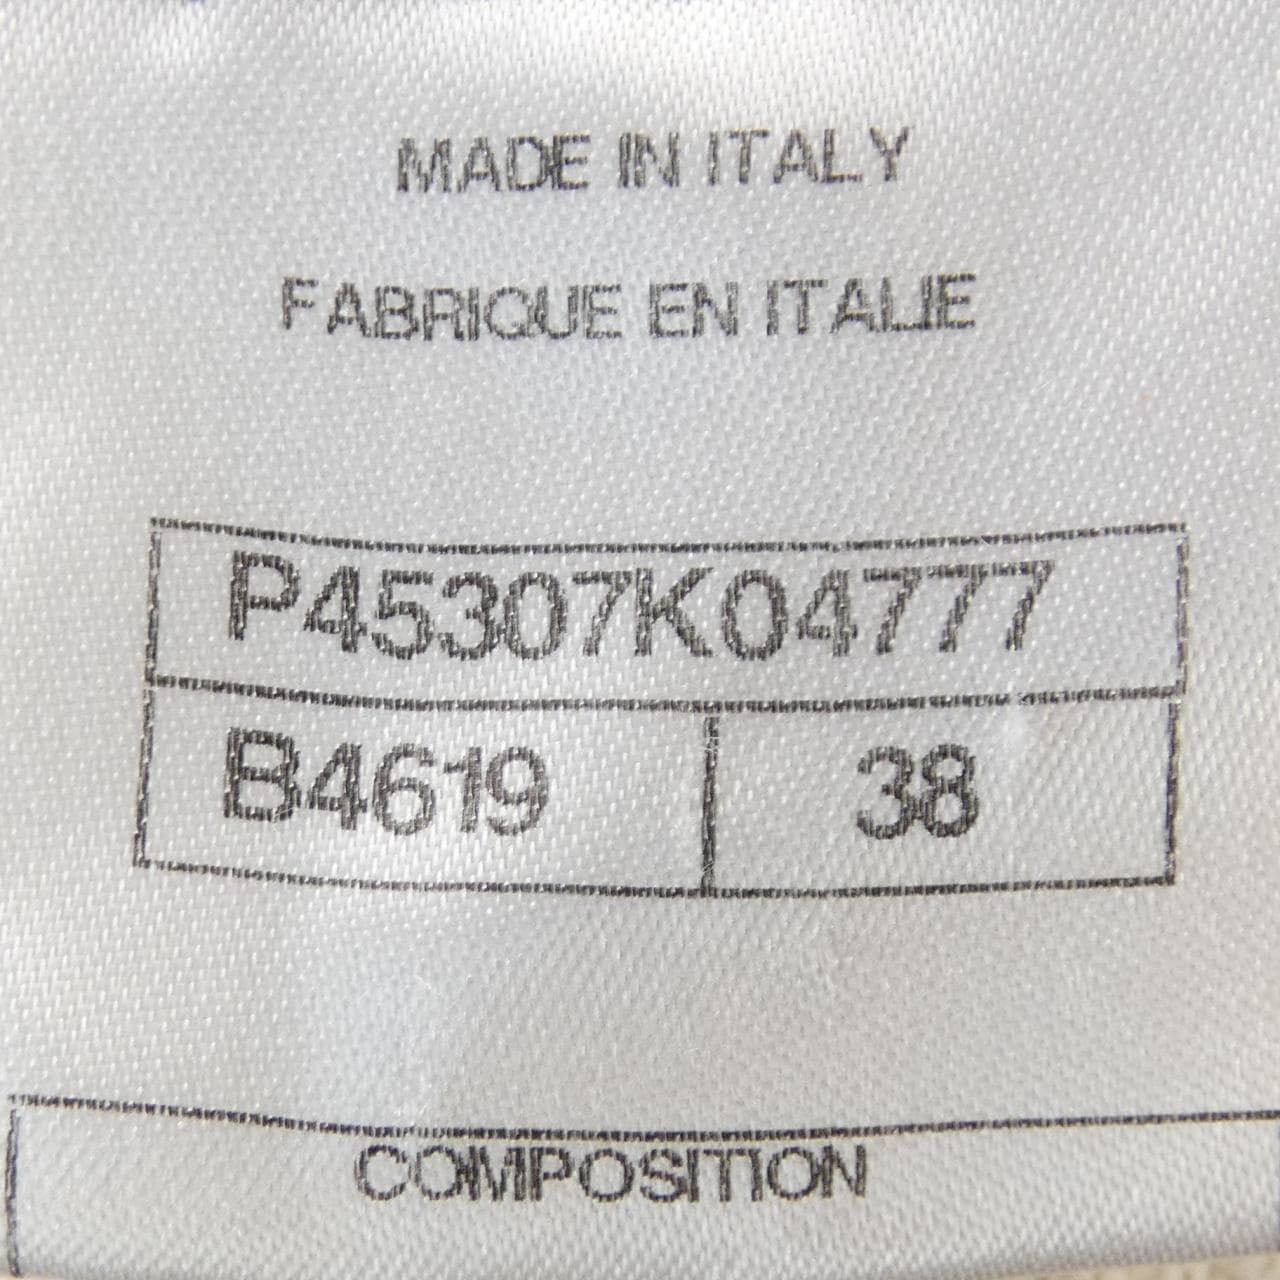 MADE IN ITALY
FABRIQUE EN ITALIE
P45307K04777
B4619 38
COMPOSITION